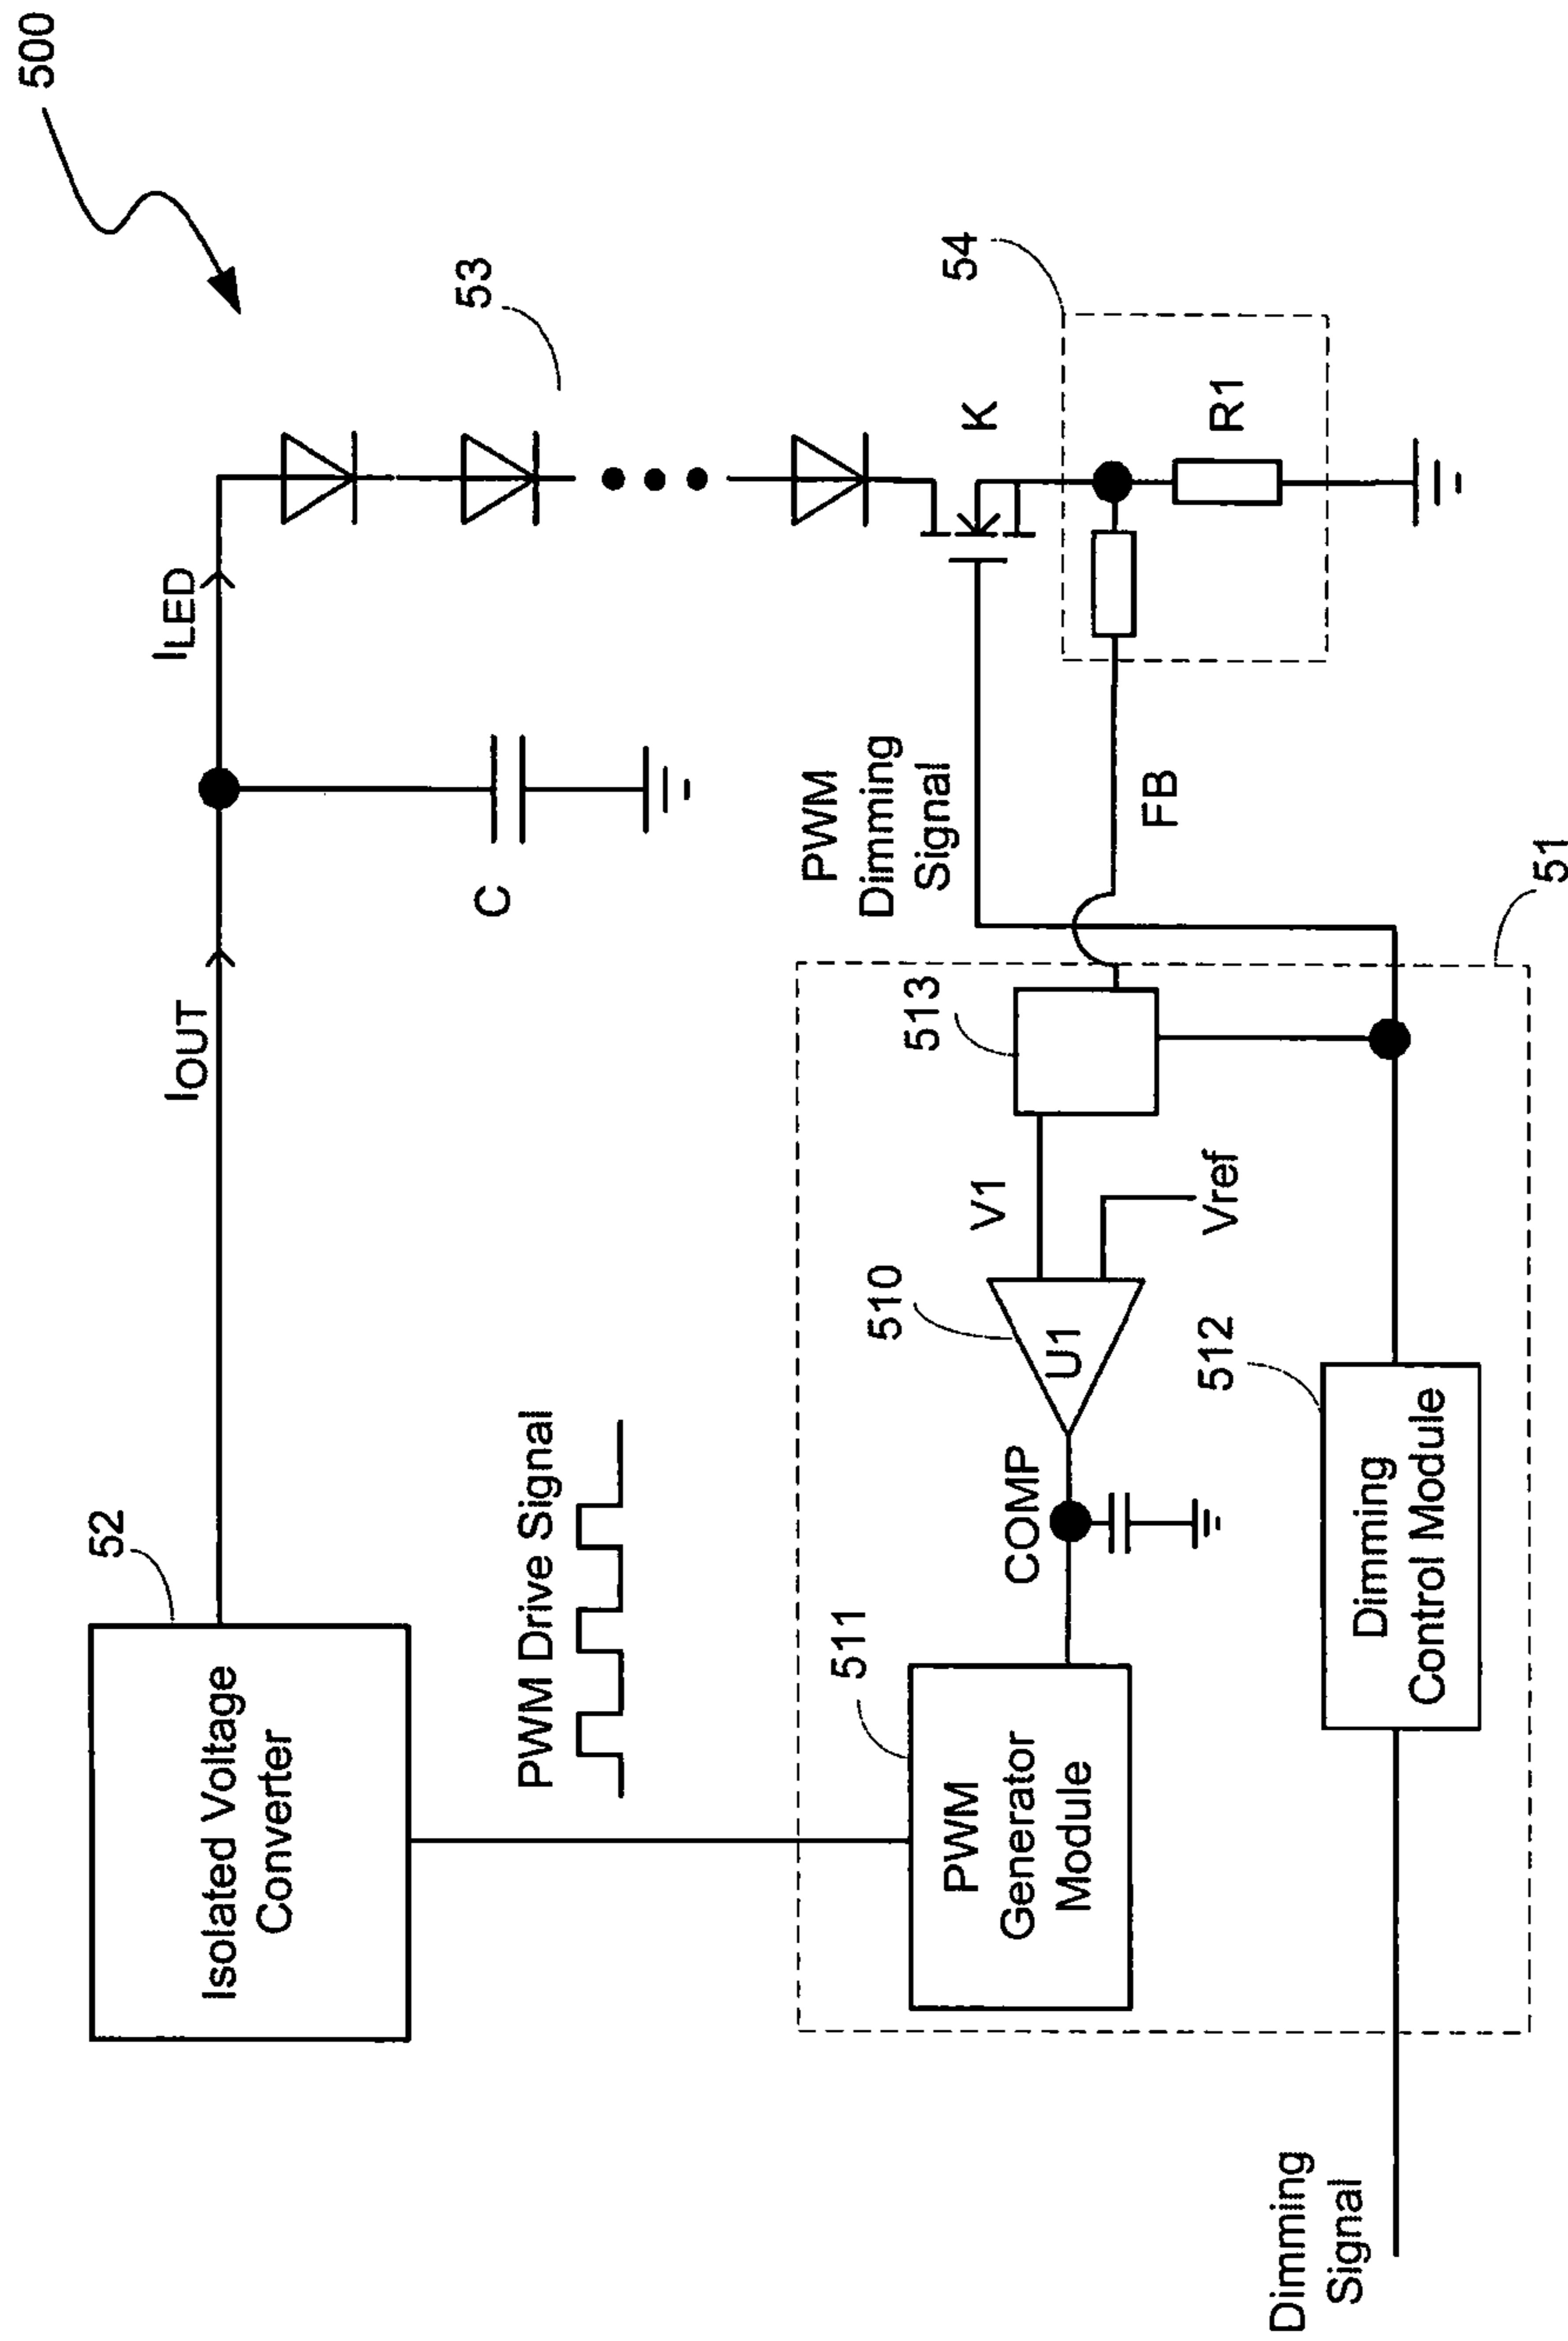 500
52
Isolated Voltage
Converter
IOUT
ILED
53
C
PWM Drive Signal
PWM
Dimming
Signal
K
54
R1
FB
51
511
PWM
Generator
Module
COMP
510
U1
V1
Vref
513
512
Dimming
Control Module
Dimming
Signal